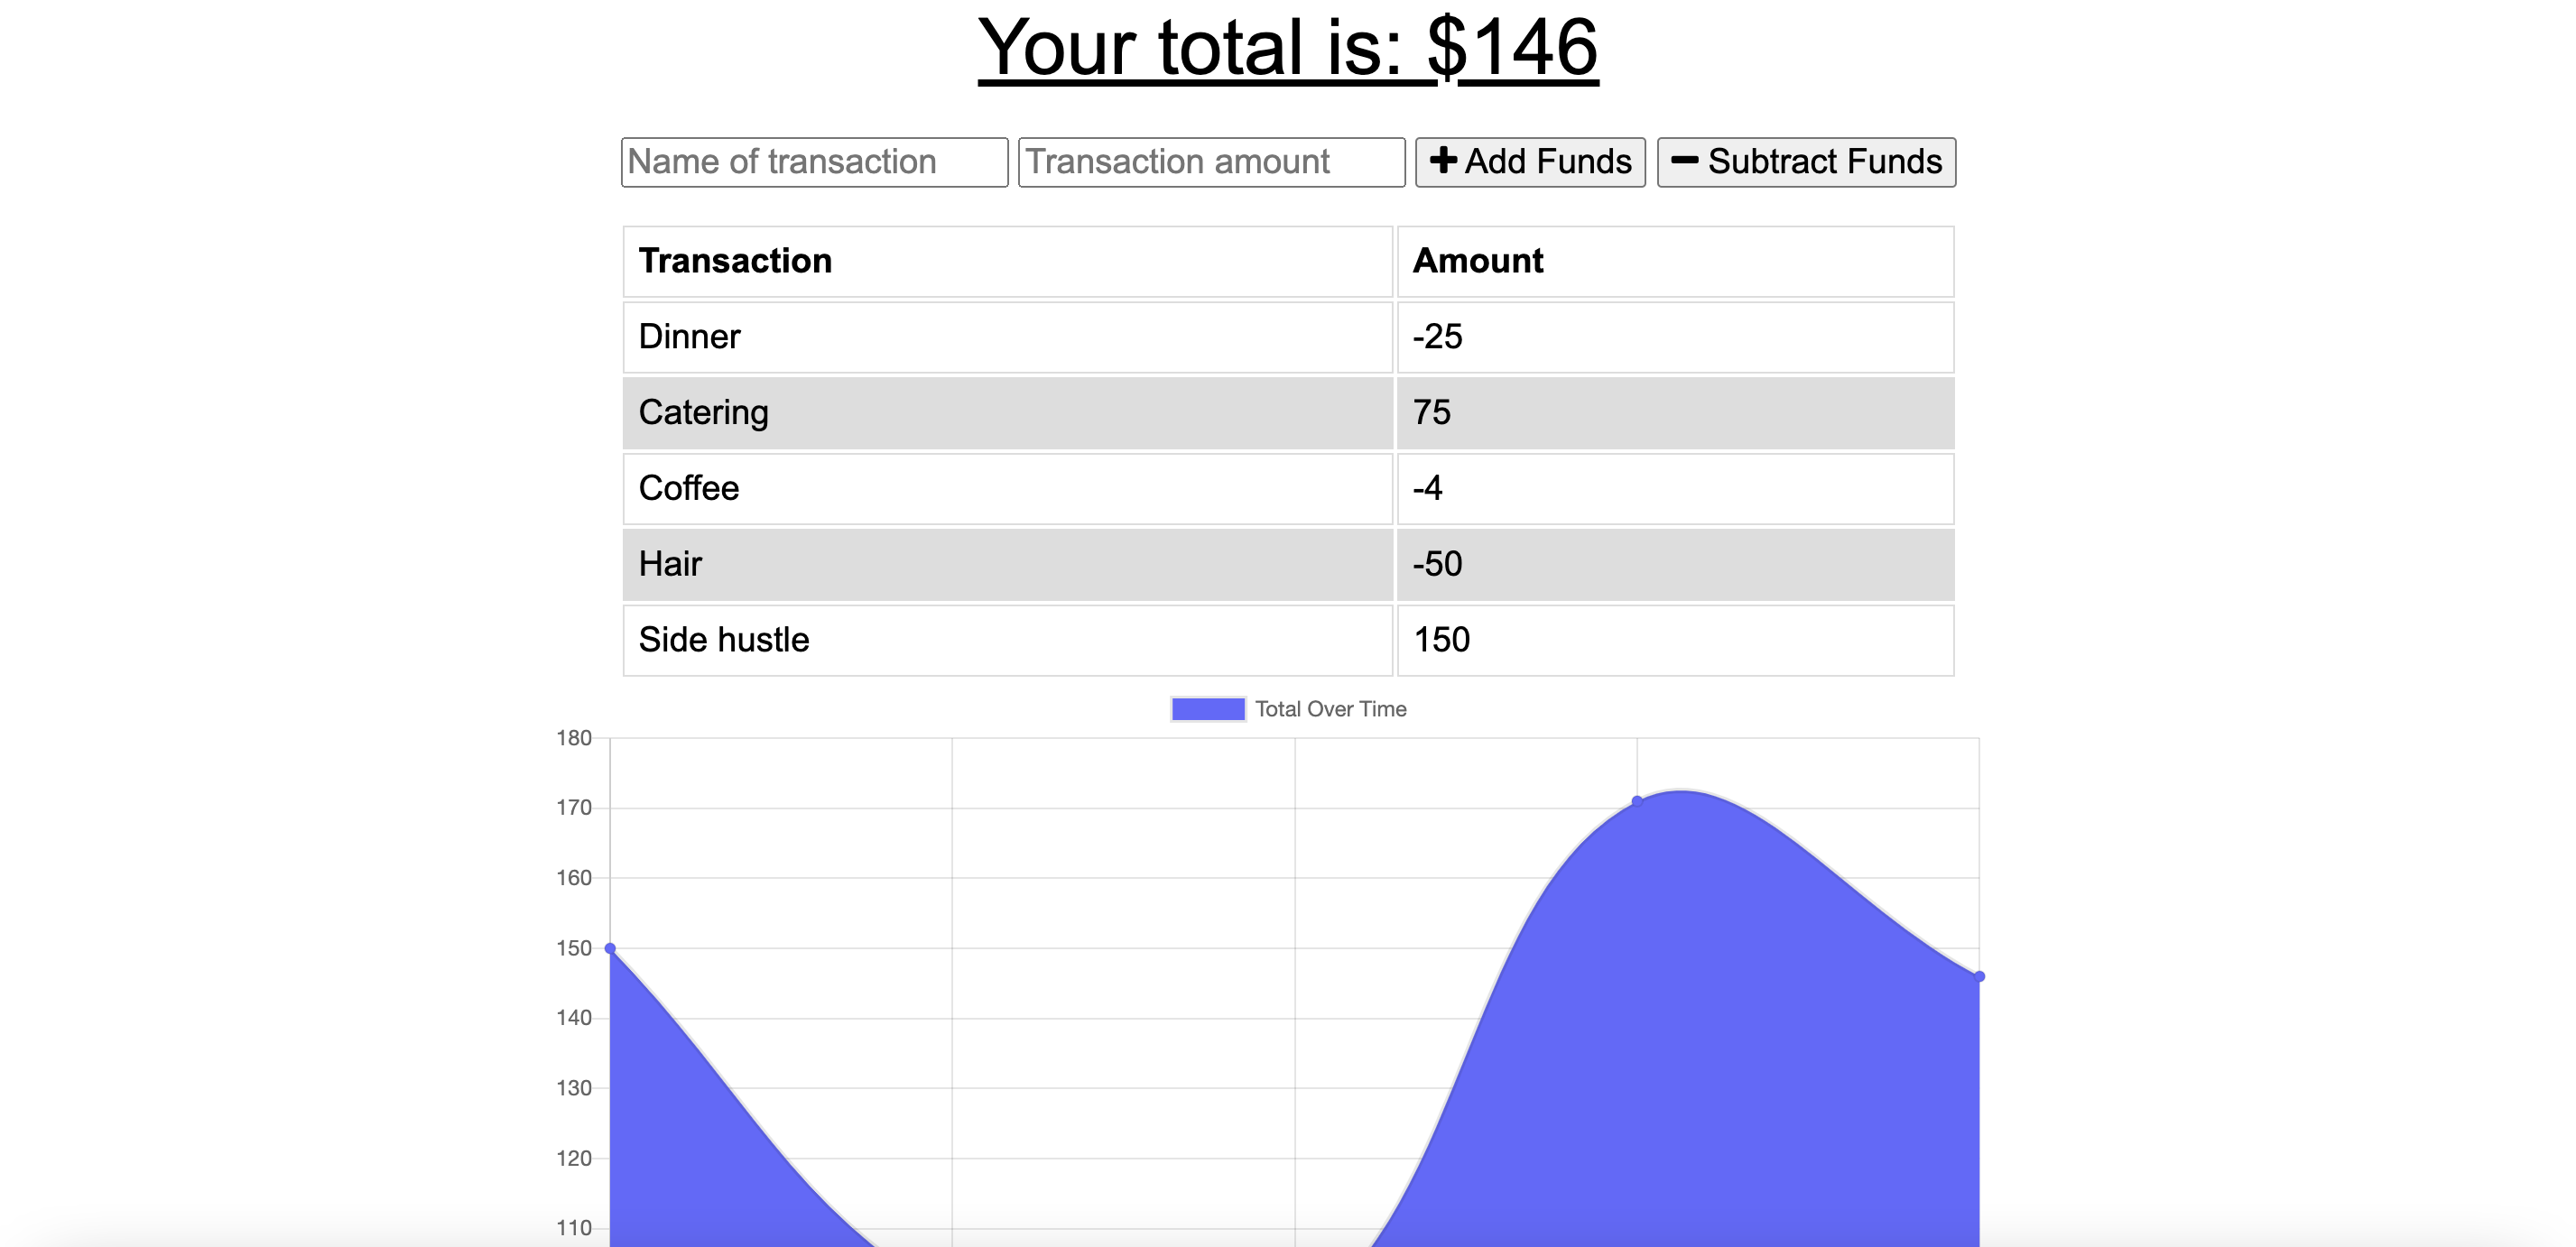 Your total is: $146
Name of transaction Transaction amount + Add Funds − Subtract Funds
Transaction Amount
Dinner -25
Catering 75
Coffee -4
Hair -50
Side hustle 150
Total Over Time
180
170
160
150
140
130
120
110